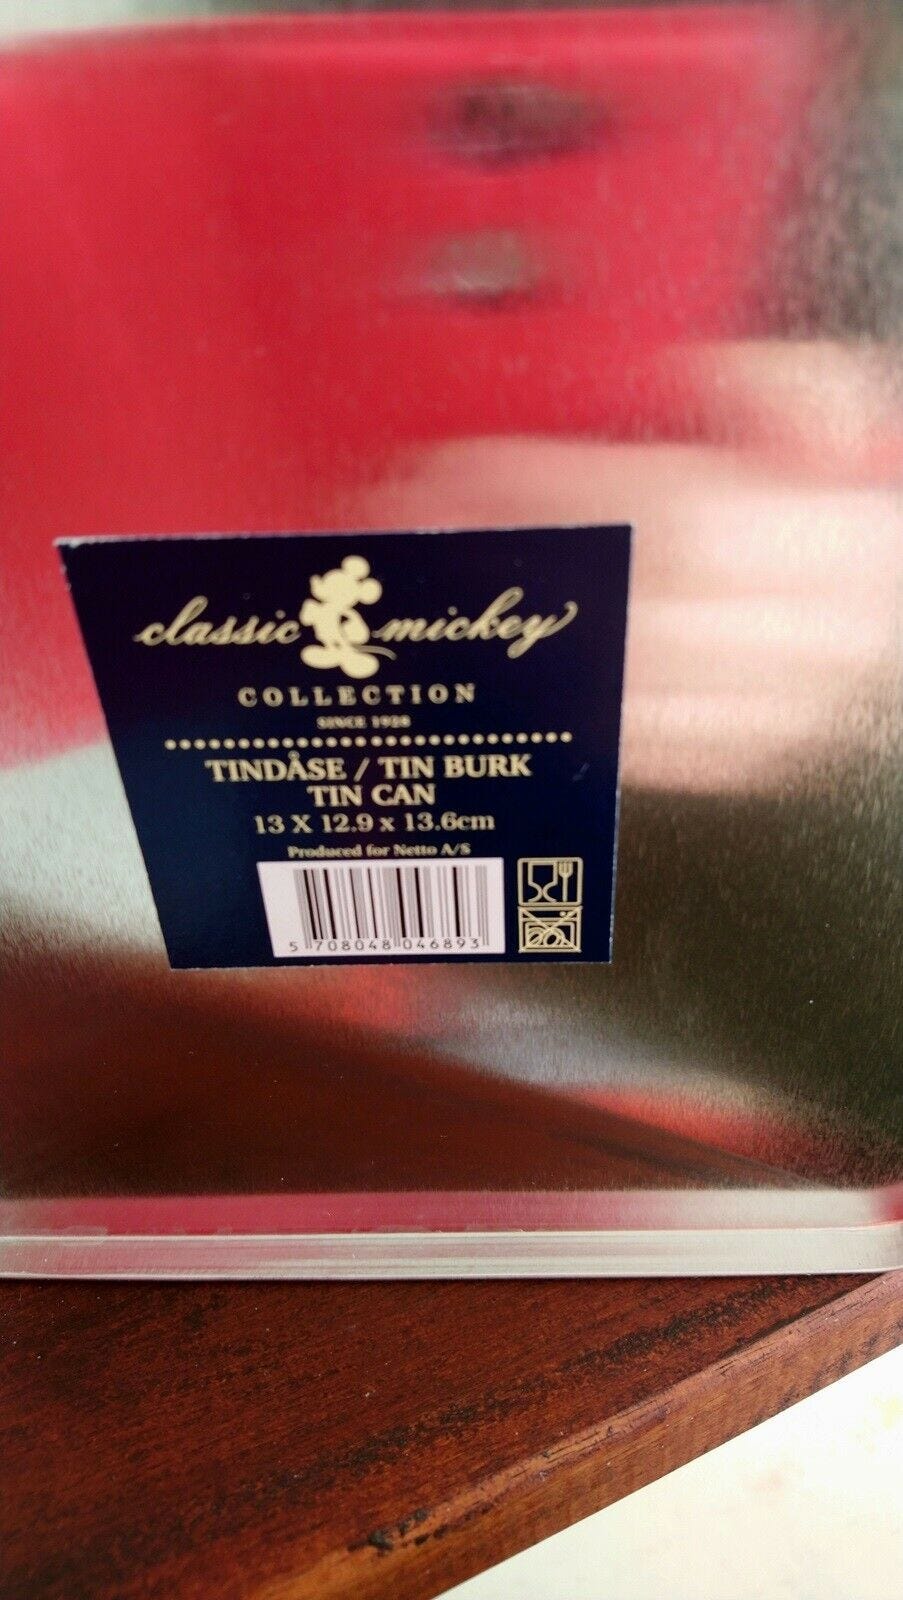 classic mickey
COLLECTION
SINCE 1928
TINDÅSE / TIN BURK
TIN CAN
13 X 12.9 x 13.6cm
Produced for Netto A/S
5 708048 046893